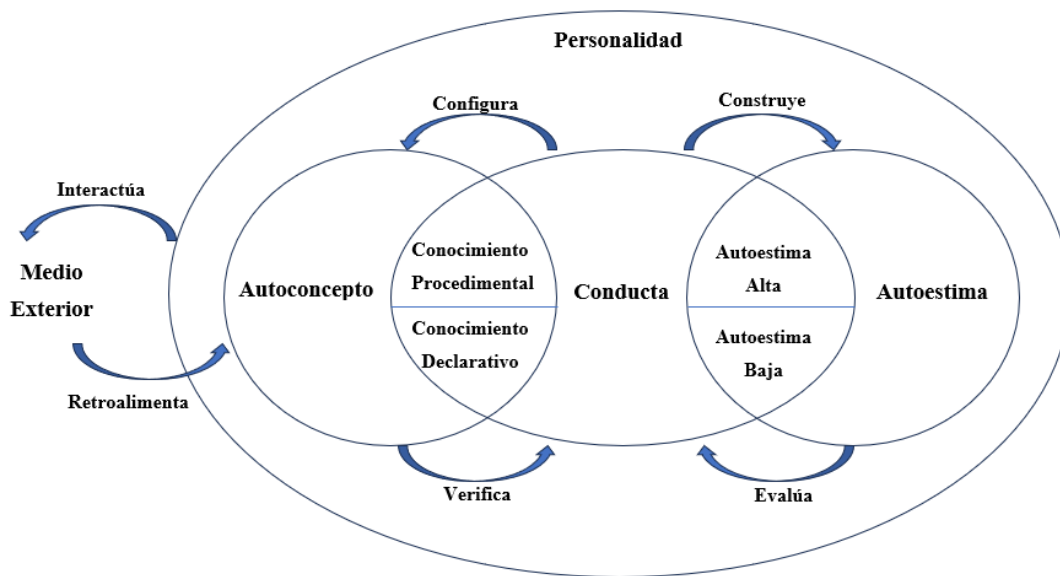 Personalidad
Configura
Construye
Interactúa
Medio
Exterior
Retroalimenta
Autoconcepto
Conocimiento
Procedimental
Conocimiento
Declarativo
Conducta
Autoestima
Alta
Autoestima
Baja
Autoestima
Verifica
Evalúa